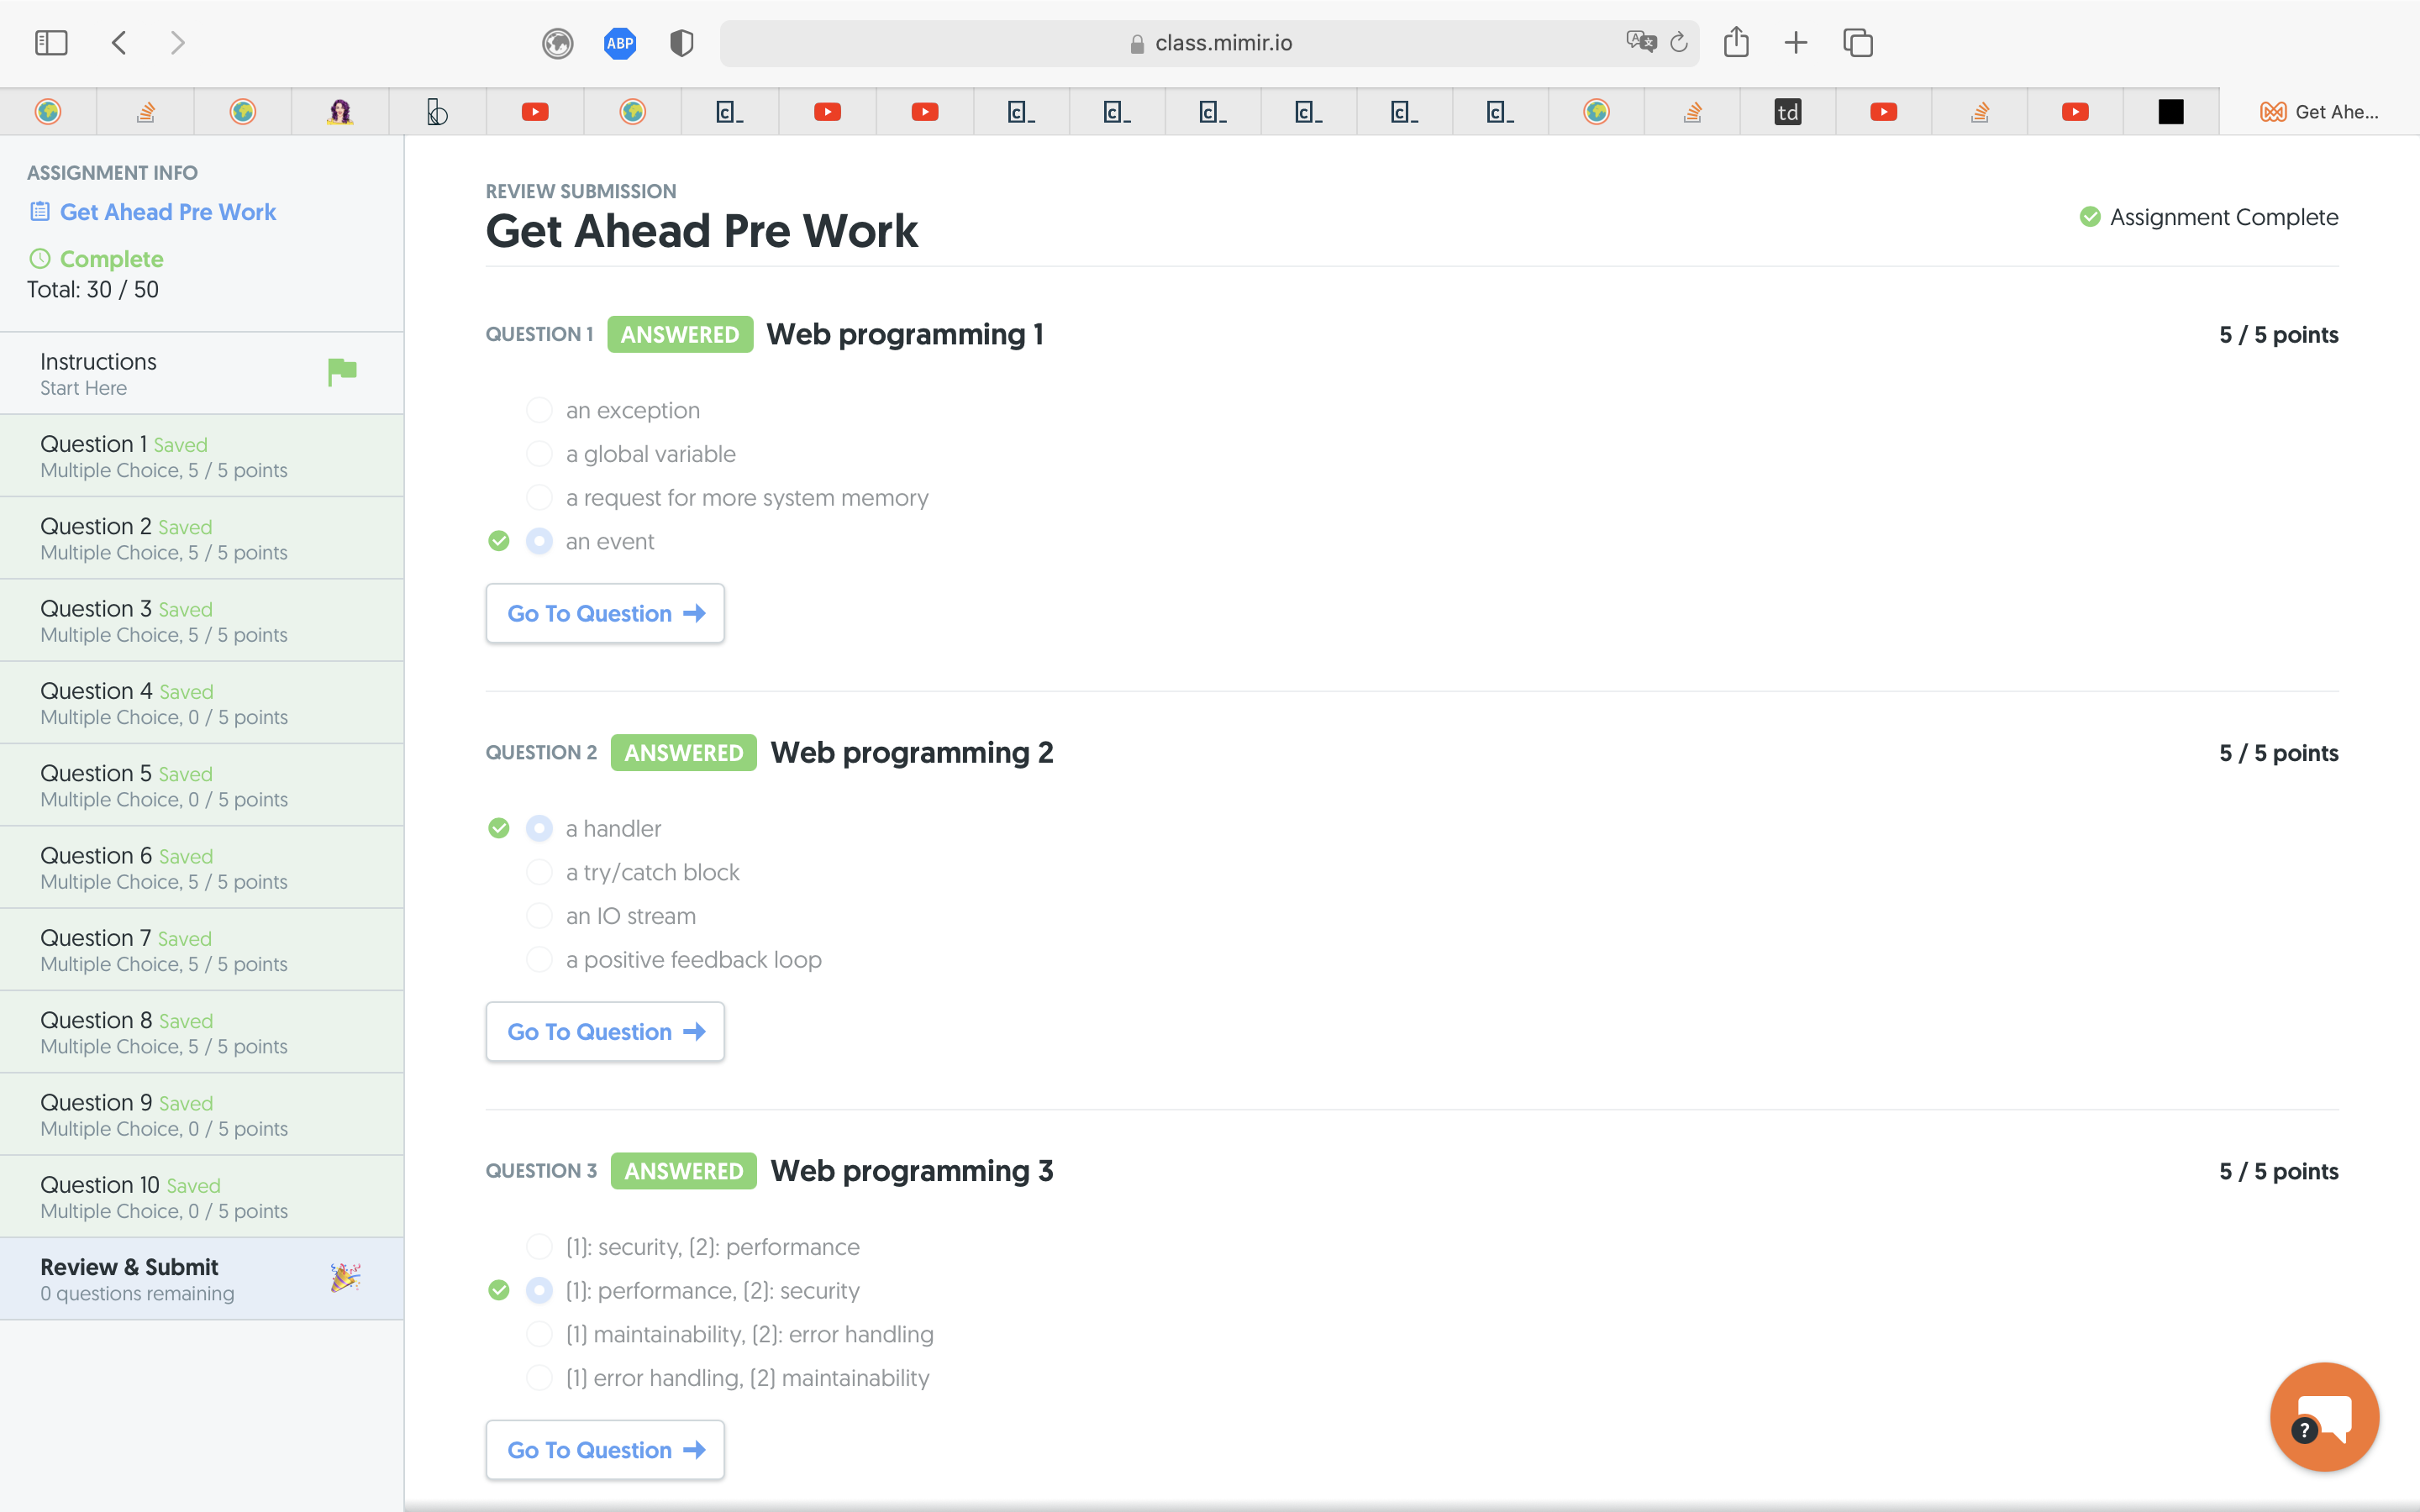 ABP
class.mimir.io
td
Get Ahe...
ASSIGNMENT INFO
Get Ahead Pre Work
Complete
Total: 30 / 50
Instructions
Start Here
Question 1 Saved
Multiple Choice, 5 / 5 points
Question 2 Saved
Multiple Choice, 5 / 5 points
Question 3 Saved
Multiple Choice, 5 / 5 points
Question 4 Saved
Multiple Choice, 0 / 5 points
Question 5 Saved
Multiple Choice, 0 / 5 points
Question 6 Saved
Multiple Choice, 5 / 5 points
Question 7 Saved
Multiple Choice, 5 / 5 points
Question 8 Saved
Multiple Choice, 5 / 5 points
Question 9 Saved
Multiple Choice, 0 / 5 points
Question 10 Saved
Multiple Choice, 0 / 5 points
Review & Submit
0 questions remaining
REVIEW SUBMISSION
Get Ahead Pre Work
Assignment Complete
QUESTION 1 ANSWERED Web programming 1 5 / 5 points
an exception
a global variable
a request for more system memory
an event
Go To Question
QUESTION 2 ANSWERED Web programming 2 5 / 5 points
a handler
a try/catch block
an IO stream
a positive feedback loop
Go To Question
QUESTION 3 ANSWERED Web programming 3 5 / 5 points
(1): security, (2): performance
(1): performance, (2): security
(1) maintainability, (2): error handling
(1) error handling, (2) maintainability
Go To Question
?